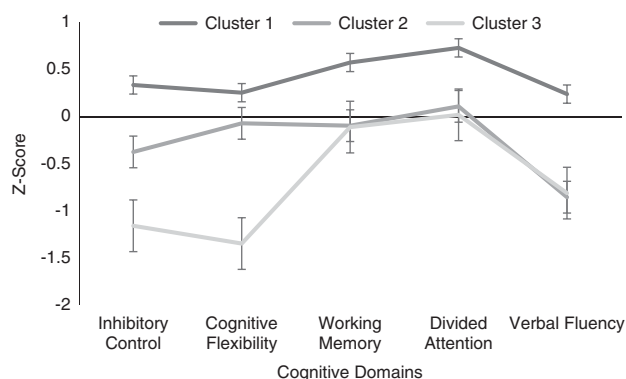 Cluster 1 Cluster 2 Cluster 3
1
0.5
0
-0.5
-1
-1.5
-2
Z-Score
Inhibitory
Control
Cognitive
Flexibility
Working
Memory
Divided
Attention
Verbal Fluency
Cognitive Domains